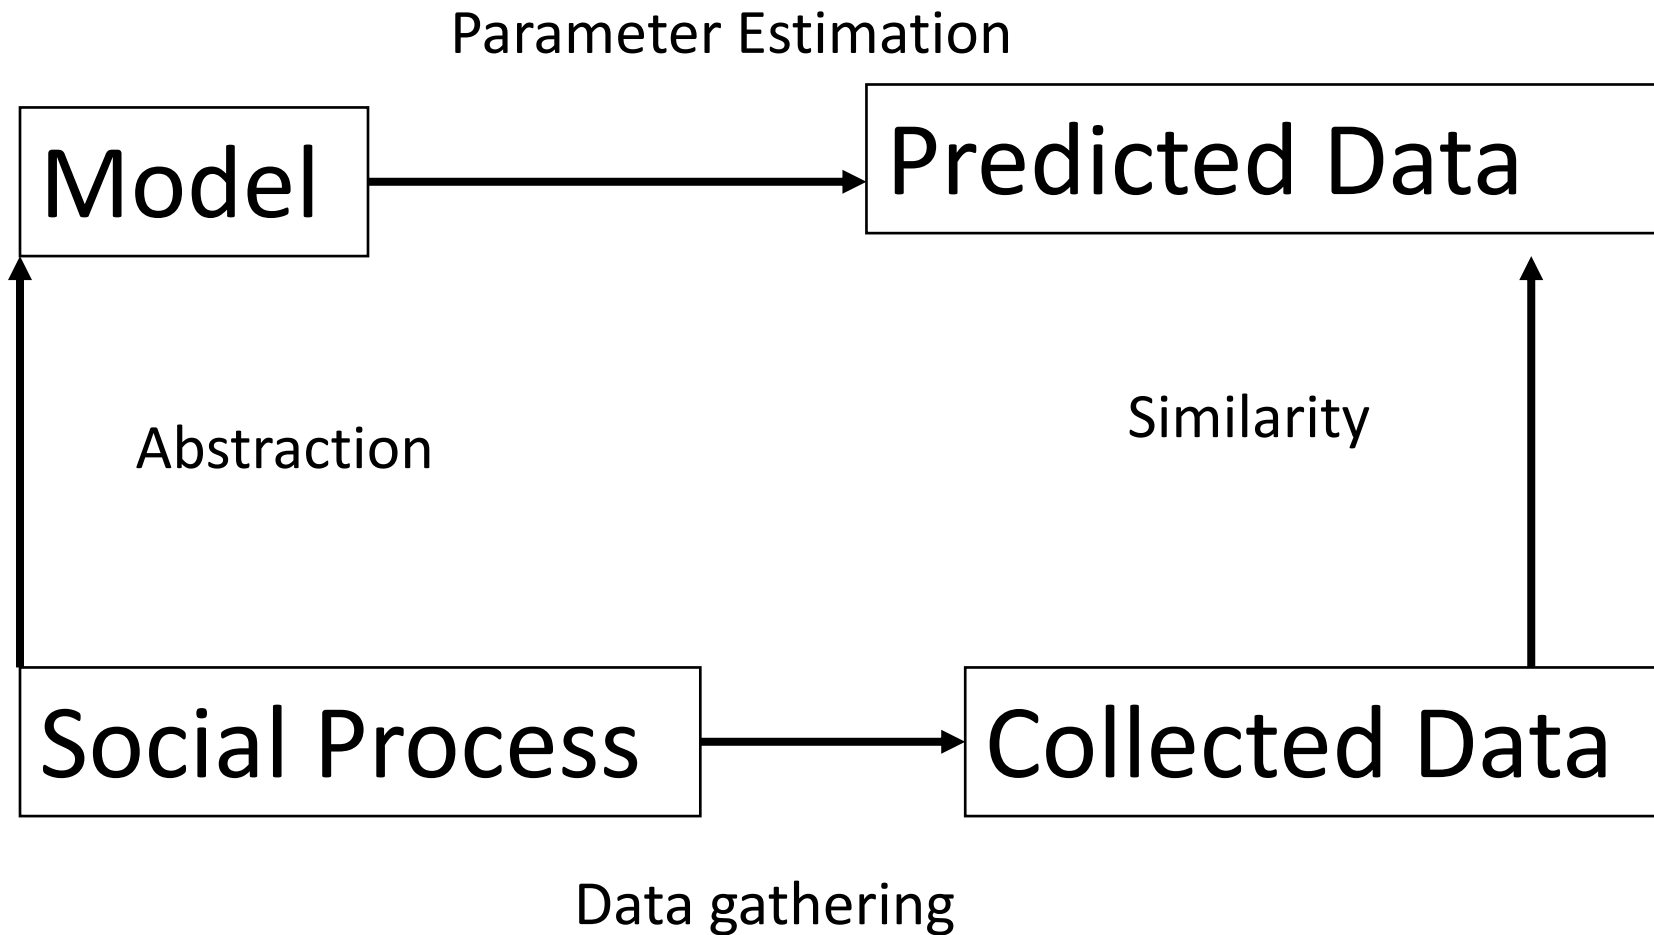 Parameter Estimation
Model
Predicted Data
Abstraction
Similarity
Social Process
Collected Data
Data gathering